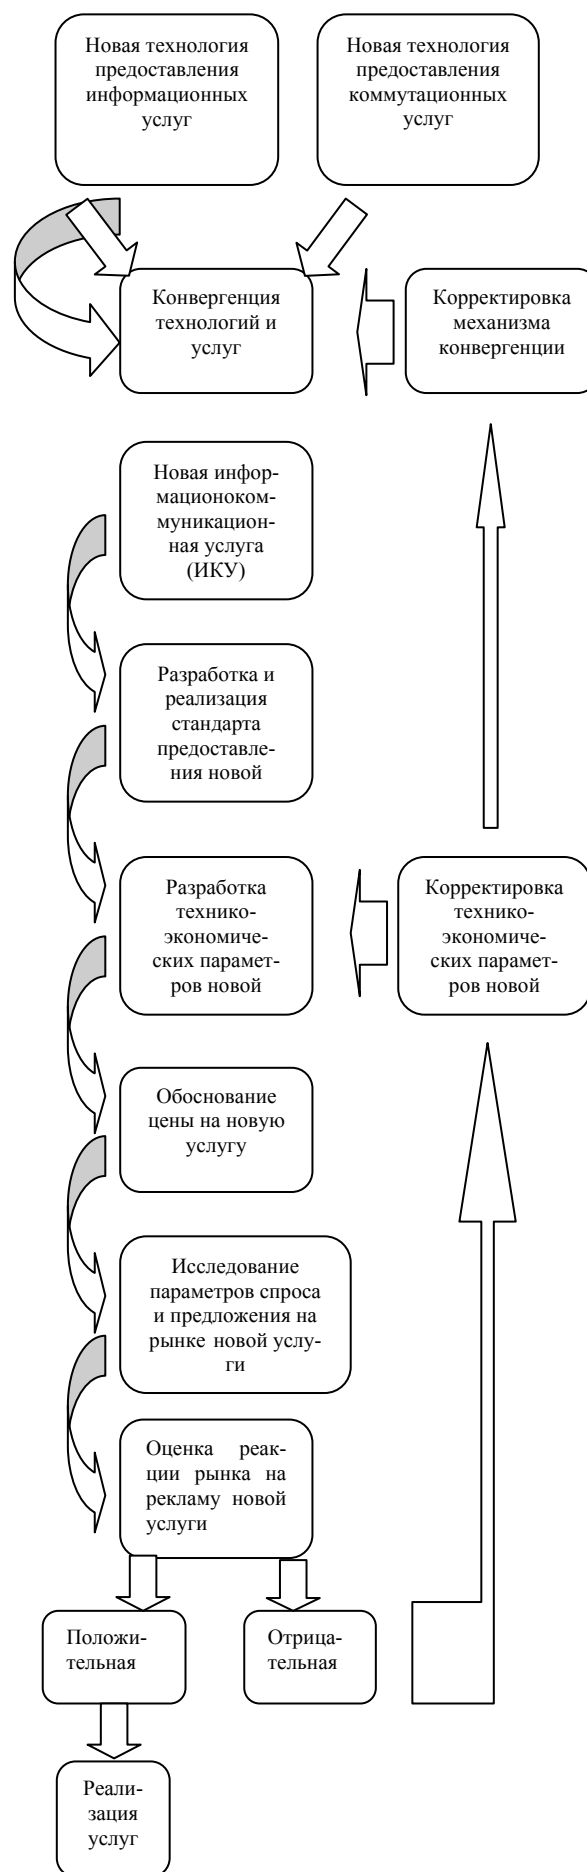 Новая технология
предоставления
информационных
услуг
Новая технология
предоставления
коммутационных
услуг
Конвергенция
технологий и
услуг
Корректировка
механизма
конвергенции
Новая инфор-
мационоком-
муникацион-
ная услуга
(ИКУ)
Разработка и
реализация
стандарта
предоставле-
ния новой
Разработка
технико-
экономиче-
ских парамет-
ров новой
Корректировка
технико-
экономиче-
ских парамет-
ров новой
Обоснование
цены на новую
услугу
Исследование
параметров спроса
и предложения на
рынке новой услу-
ги
Оценка реак-
ции рынка на
рекламу новой
услуги
Положи-
тельная
Отрица-
тельная
Реали-
зация
услуг